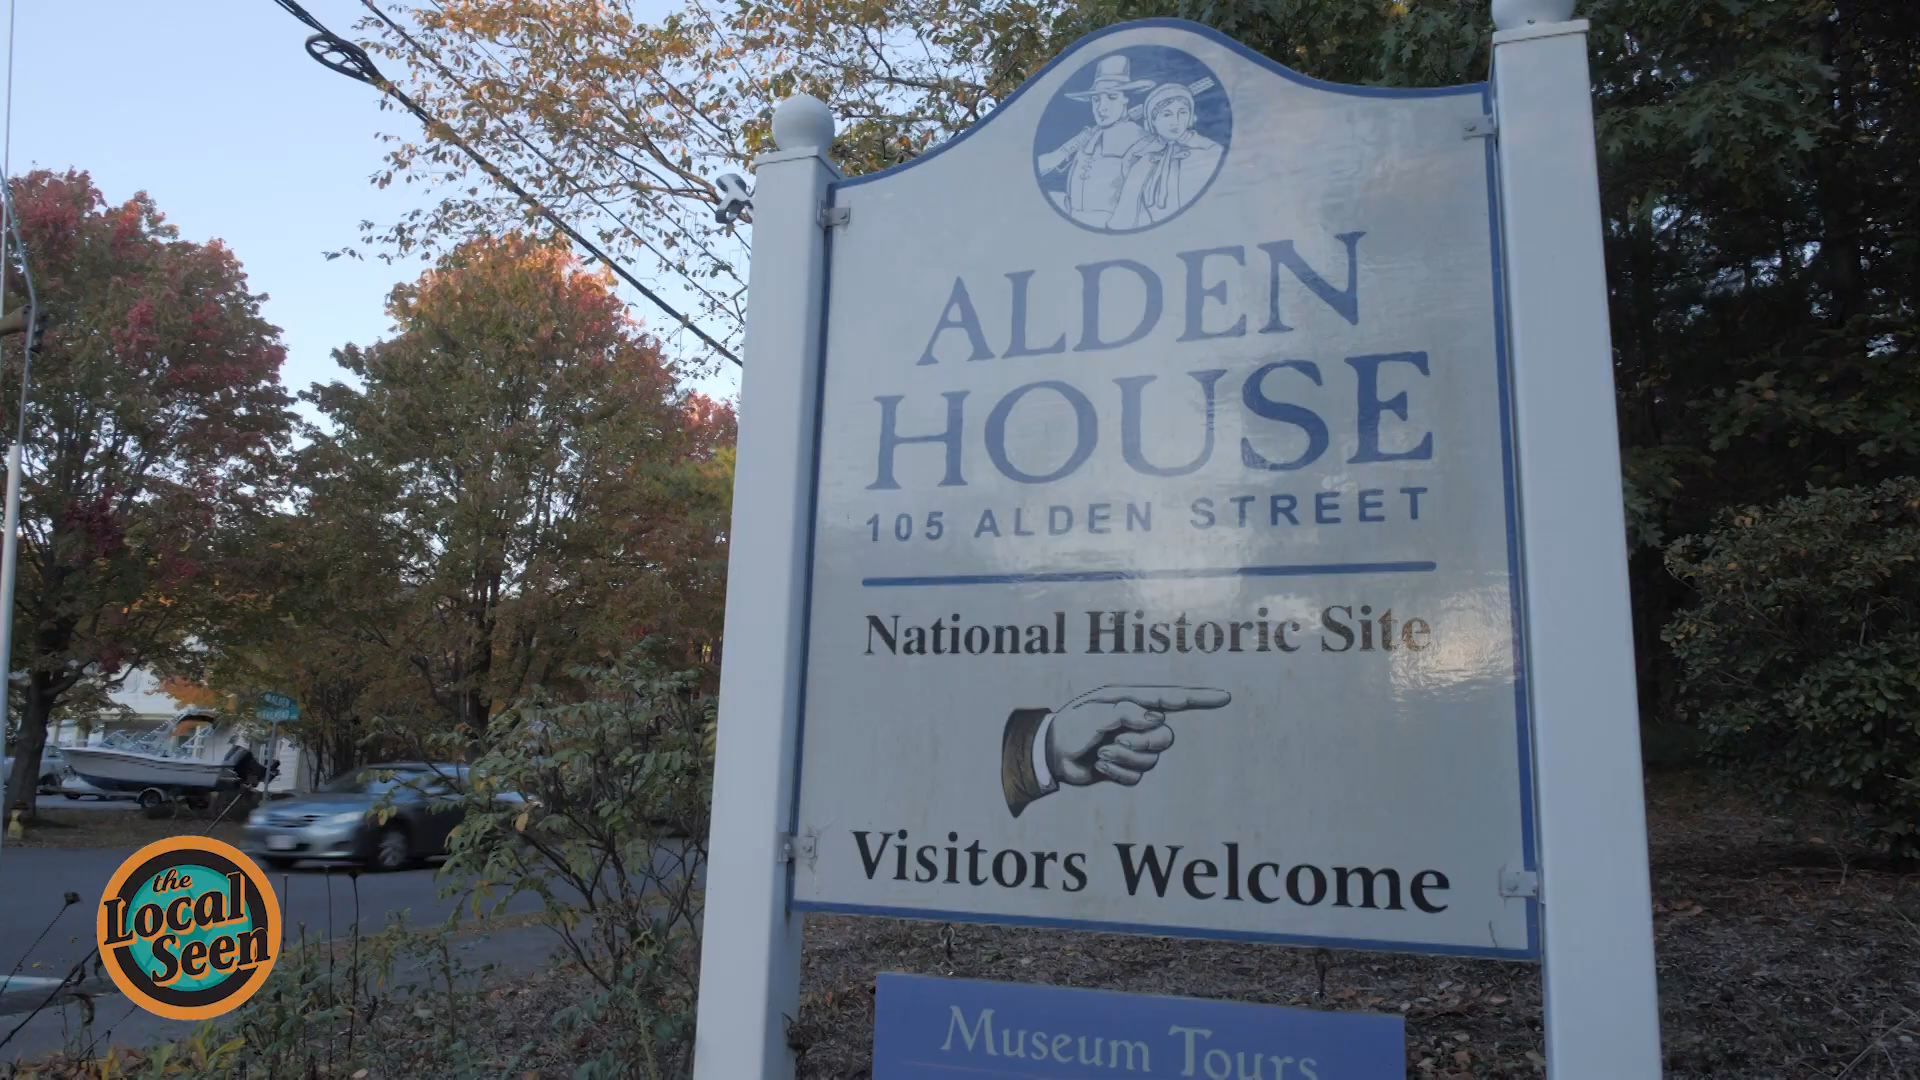 ALDEN
HOUSE
105 ALDEN STREET
National Historic Site
Visitors Welcome
Museum Tours
the
Local
Seen